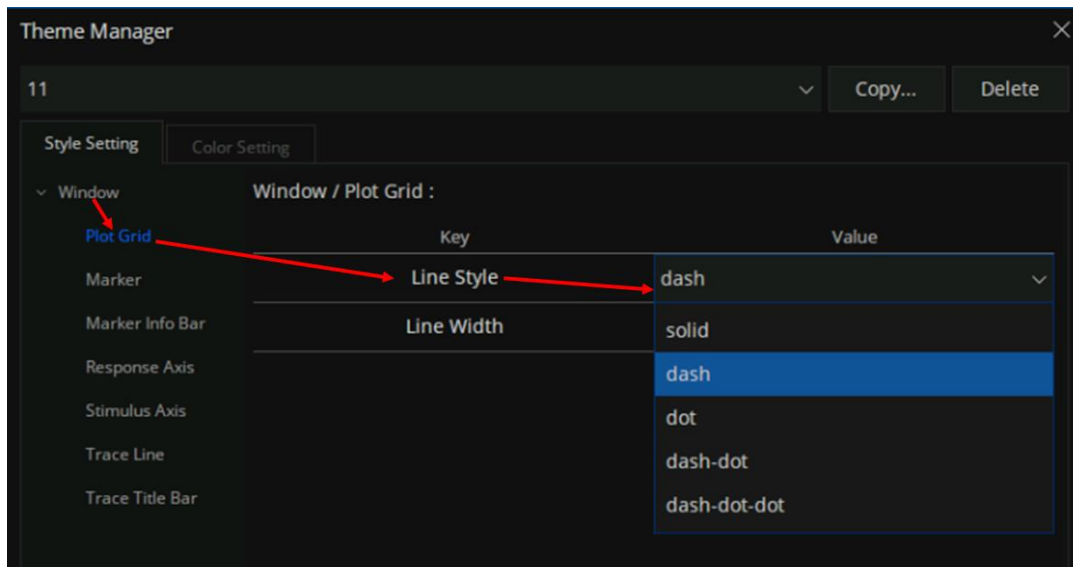 Theme Manager
11
Copy...
Delete
Style Setting
Color Setting
Window
Plot Grid
Marker
Marker Info Bar
Response Axis
Stimulus Axis
Trace Line
Trace Title Bar
Window / Plot Grid :
Key
Value
Line Style
dash
Line Width
solid
dash
dot
dash-dot
dash-dot-dot